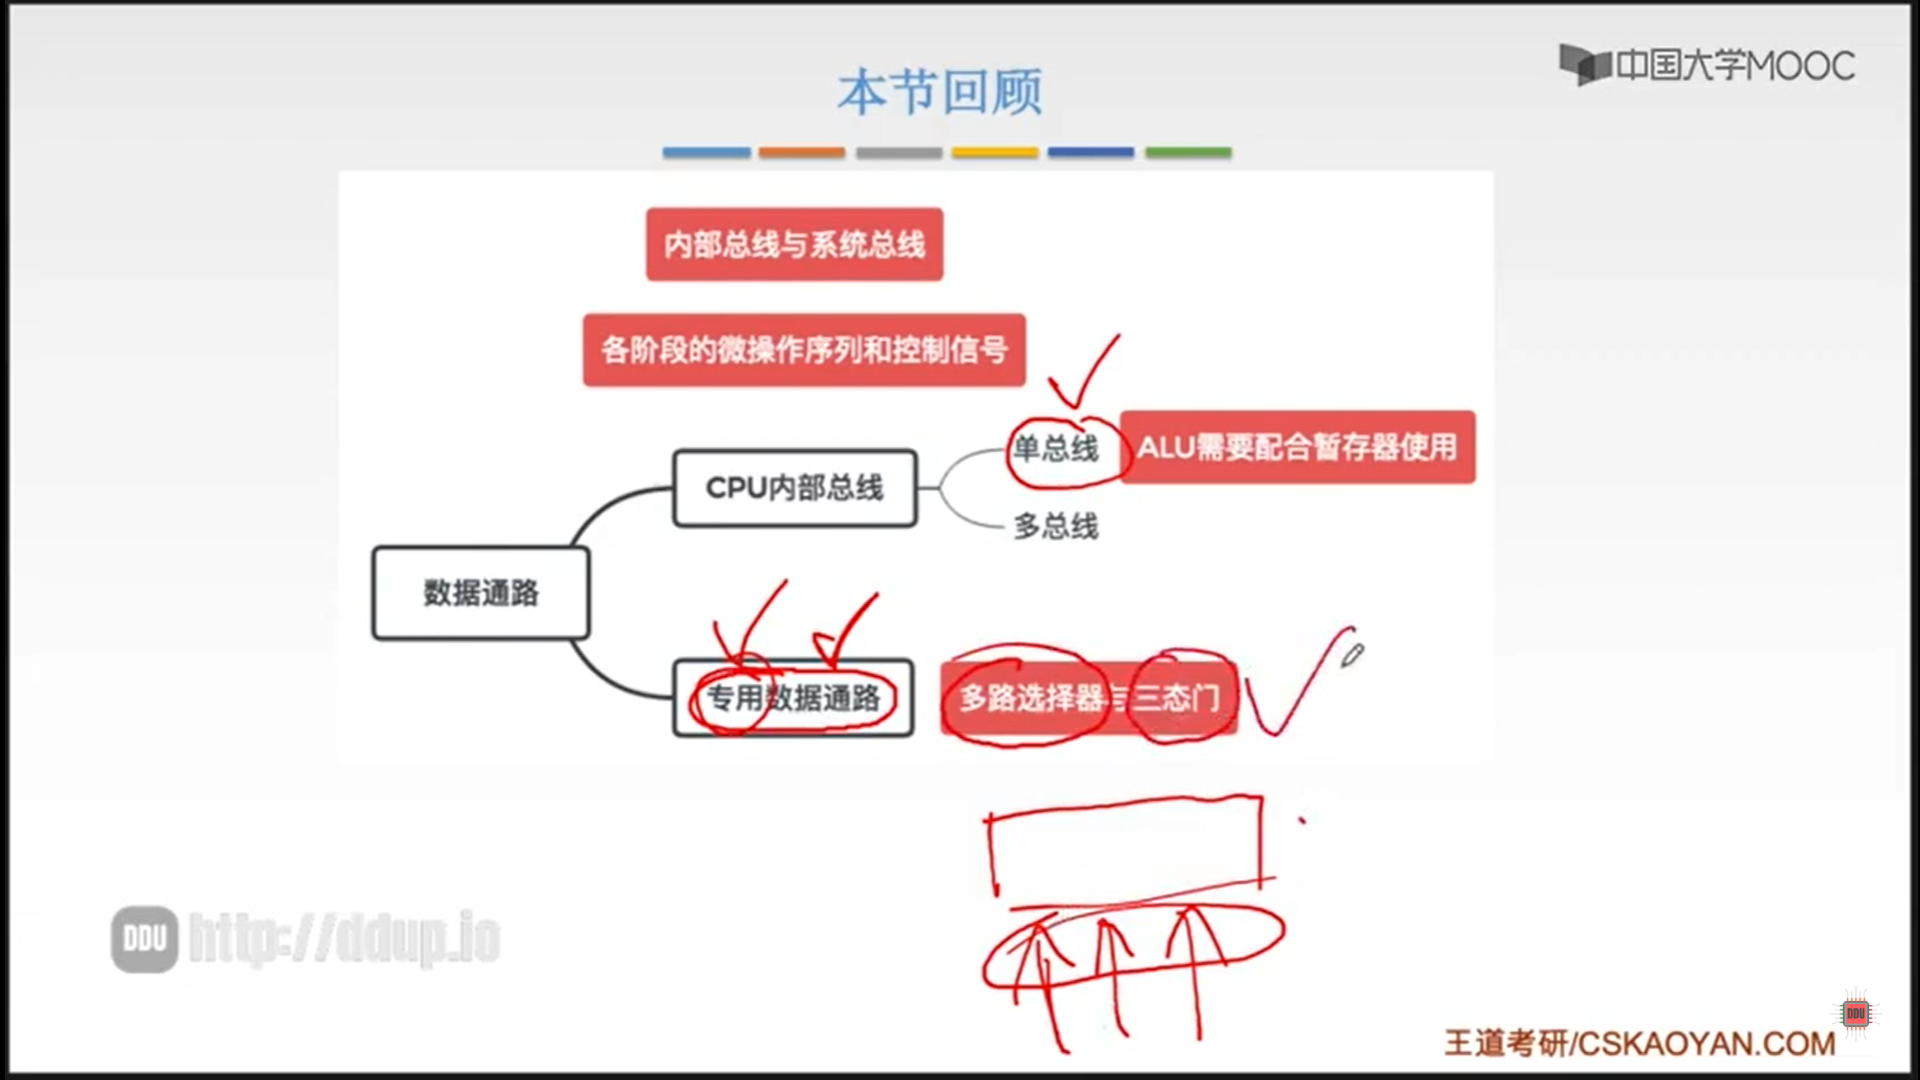 中国大学MOOC
本节回顾
内部总线与系统总线
各阶段的微操作序列和控制信号
单总线
ALU需要配合暂存器使用
CPU内部总线
多总线
数据通路
专用数据通路
多路选择器与三态门
DDU http://ddup.io
DDU
王道考研/CSKAOYAN.COM